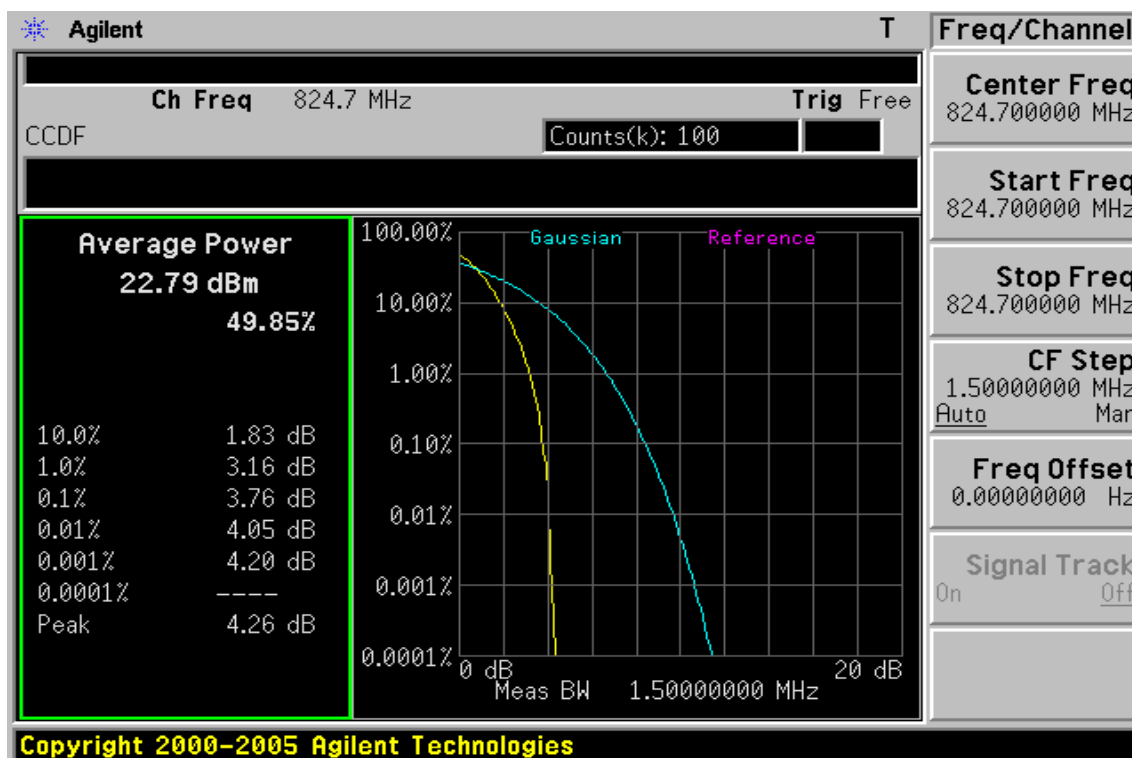 Agilent T
Ch Freq 824.7 MHz Trig Free
CCDF Counts(k): 100
Average Power
22.79 dBm
49.85%
10.0% 1.83 dB
1.0% 3.16 dB
0.1% 3.76 dB
0.01% 4.05 dB
0.001% 4.20 dB
0.0001% ----
Peak 4.26 dB
Gaussian Reference
100.00%
10.00%
1.00%
0.10%
0.01%
0.001%
0.0001%
0 dB 20 dB
Meas BW 1.50000000 MHz
Freq/Channel
Center Freq
824.700000 MHz
Start Freq
824.700000 MHz
Stop Freq
824.700000 MHz
CF Step
1.50000000 MHz
Auto Man
Freq Offset
0.00000000 Hz
Signal Track
On Off
Copyright 2000-2005 Agilent Technologies